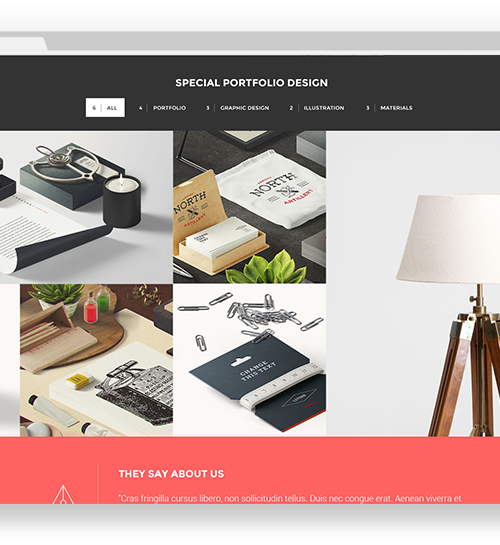 SPECIAL PORTFOLIO DESIGN
6 | ALL 4 | PORTFOLIO 3 | GRAPHIC DESIGN 2 | ILLUSTRATION 3 | MATERIALS
NORTH
ANTILLERY
NORTH
ANTILLERY
CHANGE
THIS TEXT
THEY SAY ABOUT US
"Cras fringilla cursus libero, non sollicitudin tellus. Duis nec congue erat. Aenean viverra et